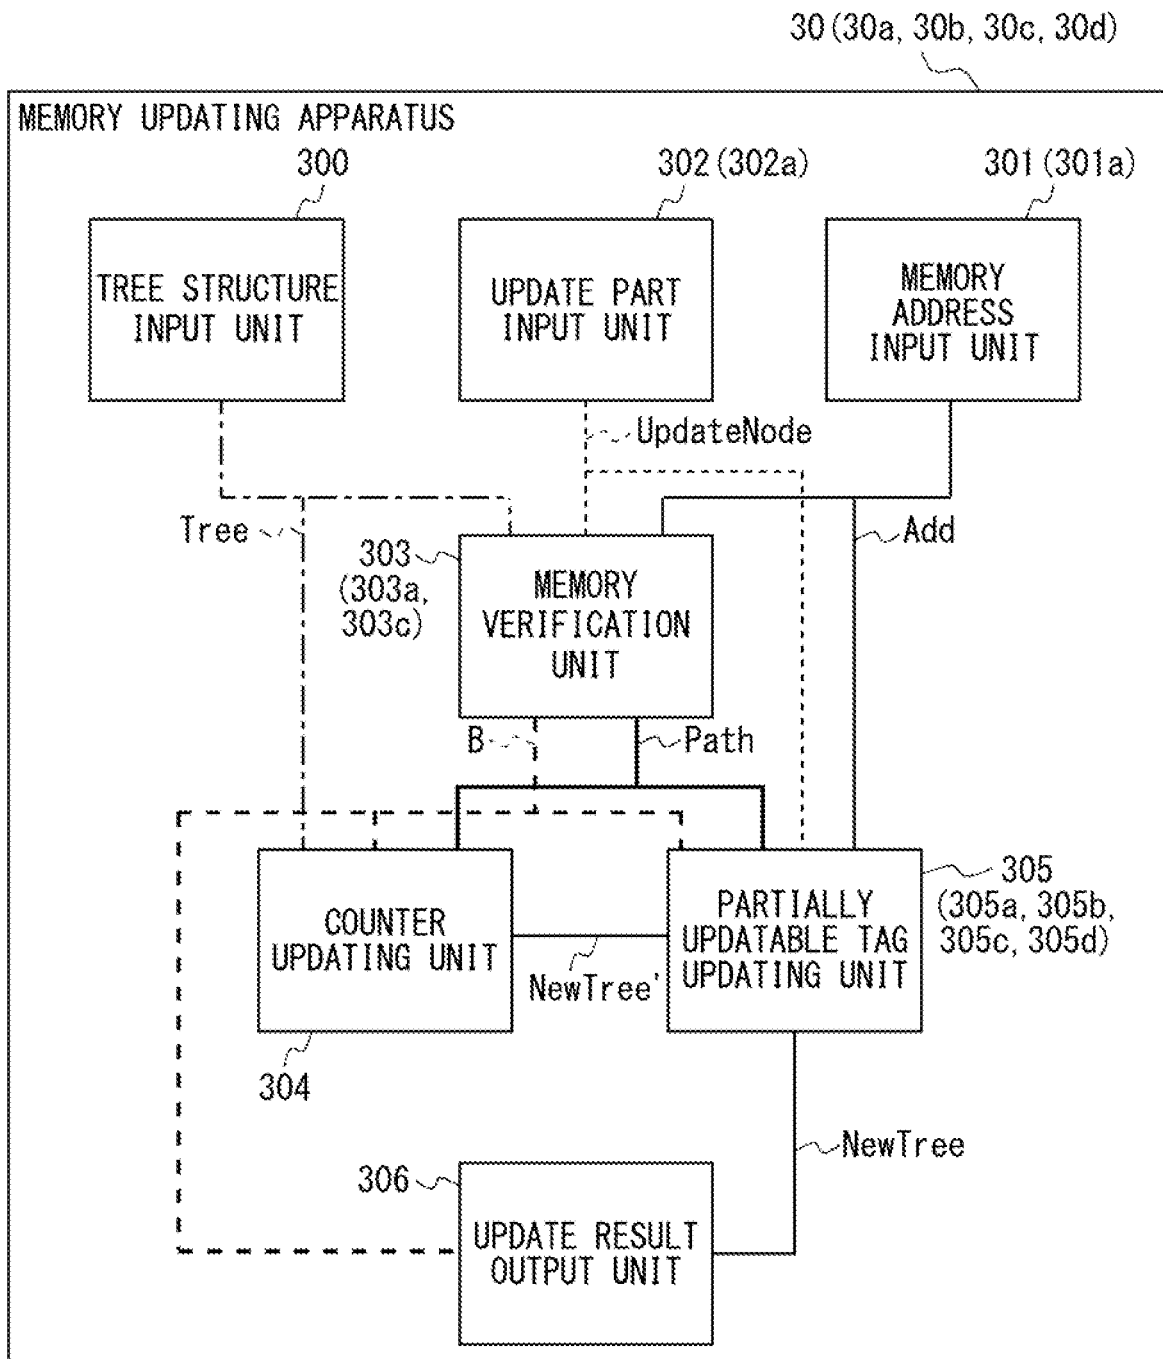 30 (30a, 30b, 30c, 30d)
MEMORY UPDATING APPARATUS
300
302 (302a)
301 (301a)
TREE STRUCTURE
INPUT UNIT
UPDATE PART
INPUT UNIT
MEMORY
ADDRESS
INPUT UNIT
UpdateNode
Tree
Add
303
(303a,
303c)
MEMORY
VERIFICATION
UNIT
B
Path
COUNTER
UPDATING UNIT
304
NewTree'
PARTIALLY
UPDATABLE TAG
UPDATING UNIT
305
(305a, 305b,
305c, 305d)
NewTree
306
UPDATE RESULT
OUTPUT UNIT